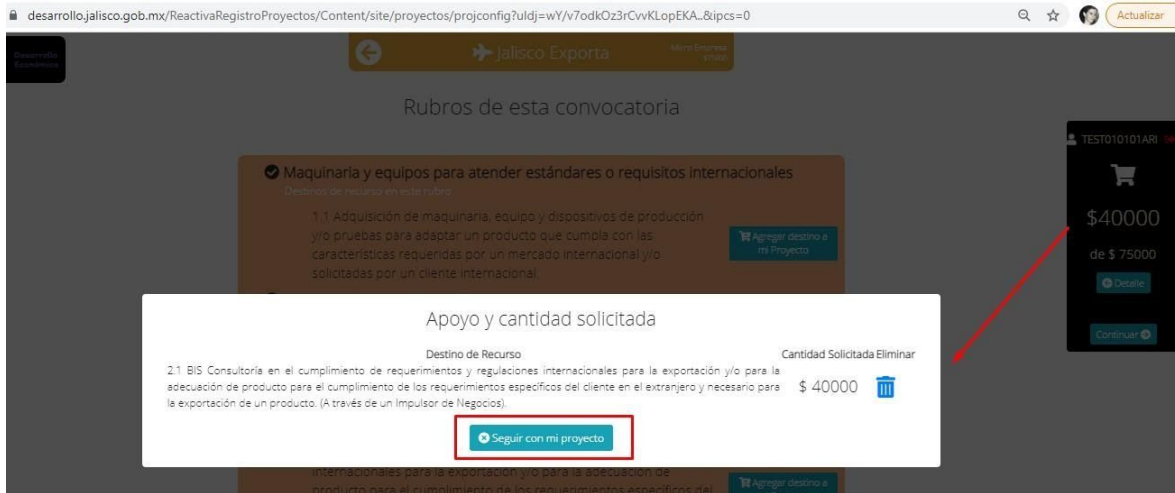 desarrollo.jalisco.gob.mx/ReactivaRegistroProyectos/Content/site/proyectos/projconfig?uIdj=wY/v7odkOz3rCvvKLopEKA..&ipcs=0
Actualizar
Desarrollo
Económico
Jalisco Exporta
Micro Empresa
$75000
Rubros de esta convocatoria
TEST010101ARI
Maquinaria y equipos para atender estándares o requisitos internacionales
Destinos de recurso en este rubro
1.1 Adquisición de maquinaria, equipo y dispositivos de producción
y/o pruebas para adaptar un producto que cumpla con las
características requeridas por un mercado internacional y/o
solicitadas por un cliente internacional.
Agregar destino a
mi Proyecto
$40000
de $ 75000
Detalle
Continuar
Apoyo y cantidad solicitada
Destino de Recurso
Cantidad Solicitada Eliminar
2.1 BIS Consultoría en el cumplimiento de requerimientos y regulaciones internacionales para la exportación y/o para la
adecuación de producto para el cumplimiento de los requerimientos específicos del cliente en el extranjero y necesario para
la exportación de un producto. (A través de un Impulsor de Negocios).
$ 40000
Seguir con mi proyecto
internacionales para la exportación y/o para la adecuación de
producto para el cumplimiento de los requerimientos específicos del
Agregar destino a